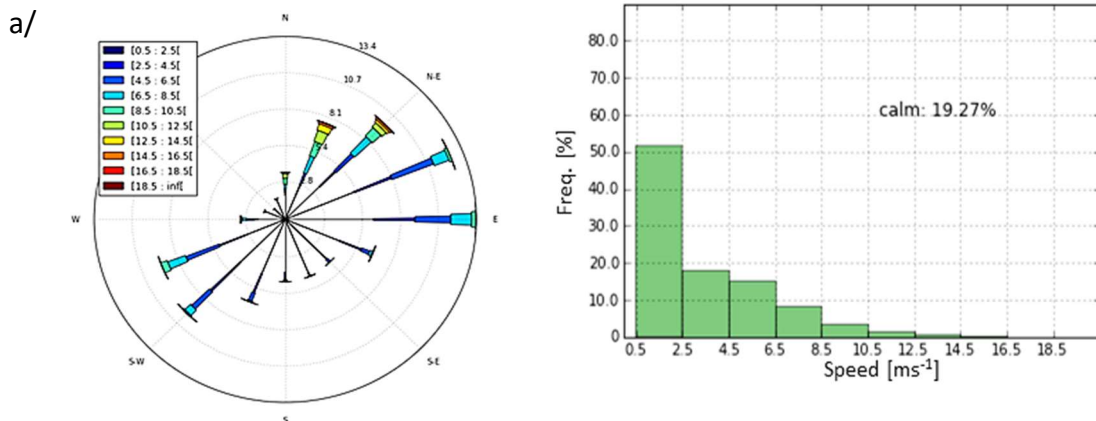 a/
N
N-E
E
S-E
S
S-W
W
13.4
10.7
8.1
5.4
2.8
[0.5 : 2.5[
[2.5 : 4.5[
[4.5 : 6.5[
[6.5 : 8.5[
[8.5 : 10.5[
[10.5 : 12.5[
[12.5 : 14.5[
[14.5 : 16.5[
[16.5 : 18.5[
[18.5 : inf[
Freq. [%]
80.0
70.0
60.0
50.0
40.0
30.0
20.0
10.0
0
calm: 19.27%
0.5 2.5 4.5 6.5 8.5 10.5 12.5 14.5 16.5 18.5
Speed [ms⁻¹]